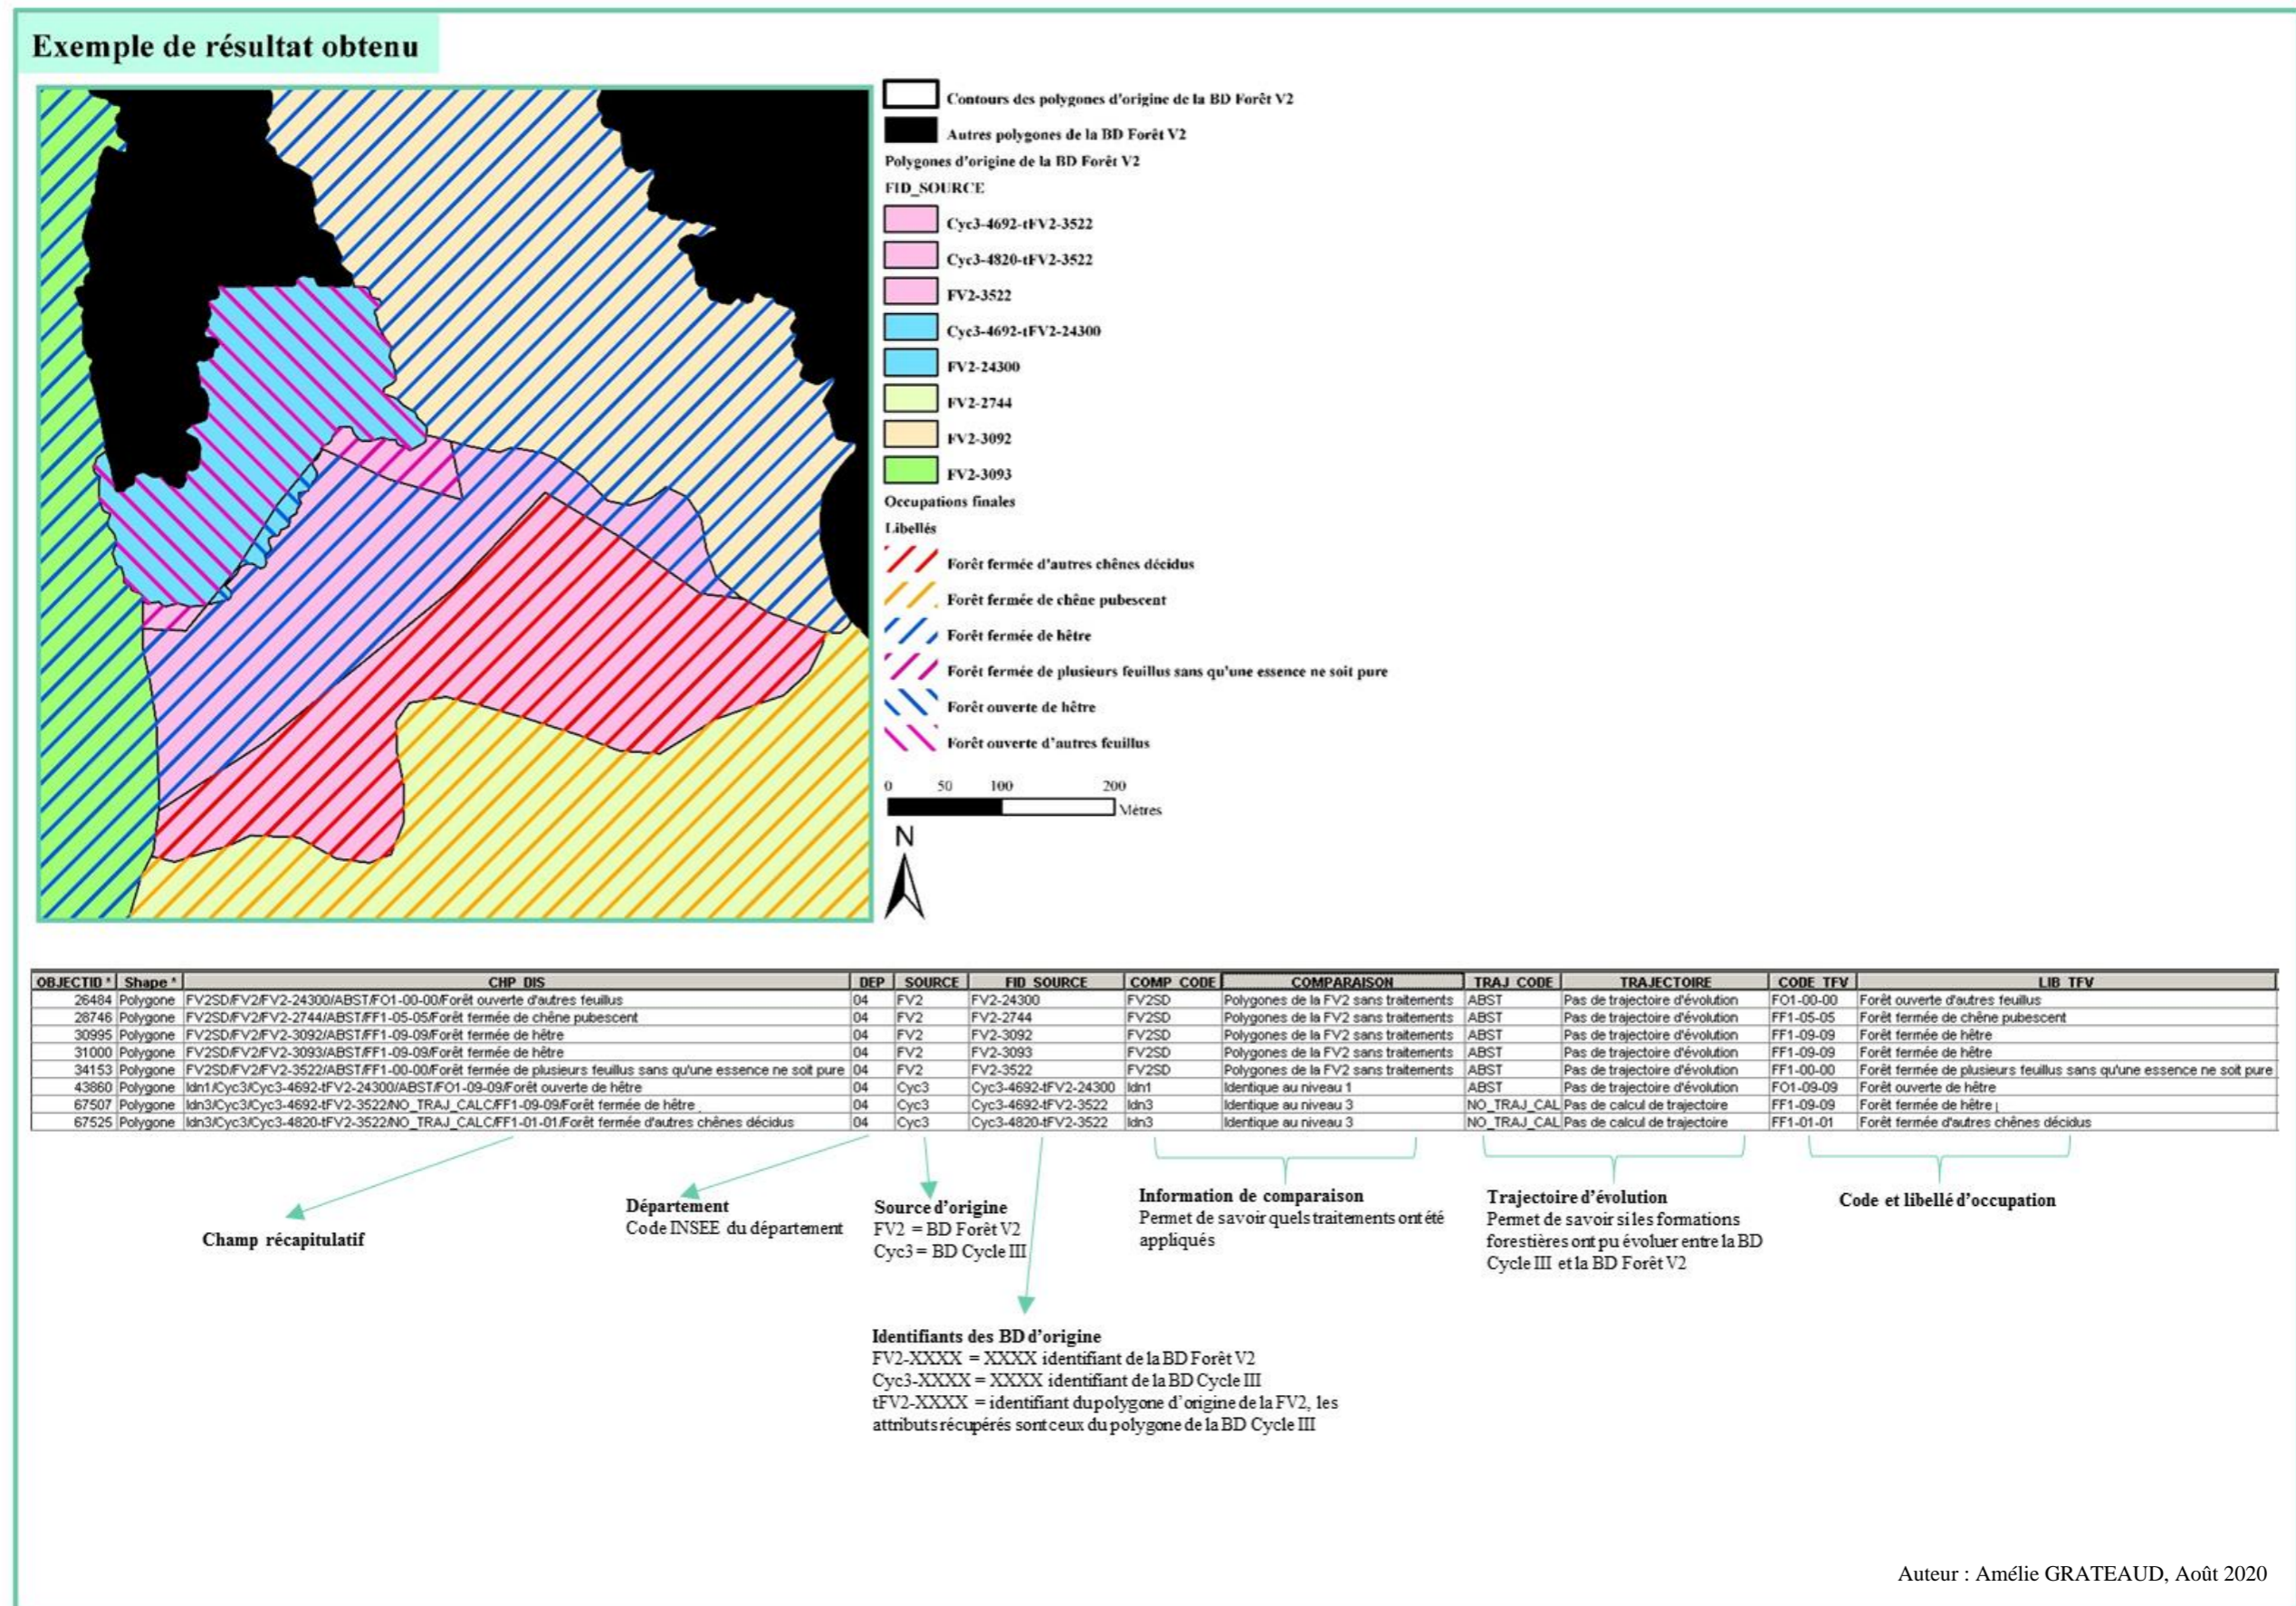 Exemple de résultat obtenu
Contours des polygones d'origine de la BD Forêt V2
Autres polygones de la BD Forêt V2
Polygones d'origine de la BD Forêt V2
FID_SOURCE
Cyc3-4692-tFV2-3522
Cyc3-4820-tFV2-3522
FV2-3522
Cyc3-4692-tFV2-24300
FV2-24300
FV2-2744
FV2-3092
FV2-3093
Occupations finales
Libellés
Forêt fermée d'autres chênes décidus
Forêt fermée de chêne pubescent
Forêt fermée de hêtre
Forêt fermée de plusieurs feuillus sans qu'une essence ne soit pure
Forêt ouverte de hêtre
Forêt ouverte d'autres feuillus
0 50 100 200
Mètres
N
OBJECTID * Shape * CHP_DIS DEP SOURCE FID_SOURCE COMP_CODE COMPARAISON TRAJ_CODE TRAJECTOIRE CODE_TFV LIB_TFV
26484 Polygone FV2SD/FV2/FV2-24300/ABST/FO1-00-00/Forêt ouverte d'autres feuillus 04 FV2 FV2-24300 FV2SD Polygones de la FV2 sans traitements ABST Pas de trajectoire d'évolution FO1-00-00 Forêt ouverte d'autres feuillus
28746 Polygone FV2SD/FV2/FV2-2744/ABST/FF1-05-05/Forêt fermée de chêne pubescent 04 FV2 FV2-2744 FV2SD Polygones de la FV2 sans traitements ABST Pas de trajectoire d'évolution FF1-05-05 Forêt fermée de chêne pubescent
30995 Polygone FV2SD/FV2/FV2-3092/ABST/FF1-09-09/Forêt fermée de hêtre 04 FV2 FV2-3092 FV2SD Polygones de la FV2 sans traitements ABST Pas de trajectoire d'évolution FF1-09-09 Forêt fermée de hêtre
31000 Polygone FV2SD/FV2/FV2-3093/ABST/FF1-09-09/Forêt fermée de hêtre 04 FV2 FV2-3093 FV2SD Polygones de la FV2 sans traitements ABST Pas de trajectoire d'évolution FF1-09-09 Forêt fermée de hêtre
34153 Polygone FV2SD/FV2/FV2-3522/ABST/FF1-00-00/Forêt fermée de plusieurs feuillus sans qu'une essence ne soit pure 04 FV2 FV2-3522 FV2SD Polygones de la FV2 sans traitements ABST Pas de trajectoire d'évolution FF1-00-00 Forêt fermée de plusieurs feuillus sans qu'une essence ne soit pure
43860 Polygone Idn1/Cyc3/Cyc3-4692-tFV2-24300/ABST/FO1-09-09/Forêt ouverte de hêtre 04 Cyc3 Cyc3-4692-tFV2-24300 Idn1 Identique au niveau 1 ABST Pas de trajectoire d'évolution FO1-09-09 Forêt ouverte de hêtre
67507 Polygone Idn3/Cyc3/Cyc3-4692-tFV2-3522/NO_TRAJ_CALC/FF1-09-09/Forêt fermée de hêtre 04 Cyc3 Cyc3-4692-tFV2-3522 Idn3 Identique au niveau 3 NO_TRAJ_CAL Pas de calcul de trajectoire FF1-09-09 Forêt fermée de hêtre
67525 Polygone Idn3/Cyc3/Cyc3-4820-tFV2-3522/NO_TRAJ_CALC/FF1-01-01/Forêt fermée d'autres chênes décidus 04 Cyc3 Cyc3-4820-tFV2-3522 Idn3 Identique au niveau 3 NO_TRAJ_CAL Pas de calcul de trajectoire FF1-01-01 Forêt fermée d'autres chênes décidus
Champ récapitulatif
Département
Code INSEE du département
Source d'origine
FV2 = BD Forêt V2
Cyc3 = BD Cycle III
Information de comparaison
Permet de savoir quels traitements ont été
appliqués
Trajectoire d'évolution
Permet de savoir si les formations
forestières ont pu évoluer entre la BD
Cycle III et la BD Forêt V2
Code et libellé d'occupation
Identifiants des BD d'origine
FV2-XXXX = XXXX identifiant de la BD Forêt V2
Cyc3-XXXX = XXXX identifiant de la BD Cycle III
tFV2-XXXX = identifiant du polygone d'origine de la FV2, les
attributs récupérés sont ceux du polygone de la BD Cycle III
Auteur : Amélie GRATEAUD, Août 2020